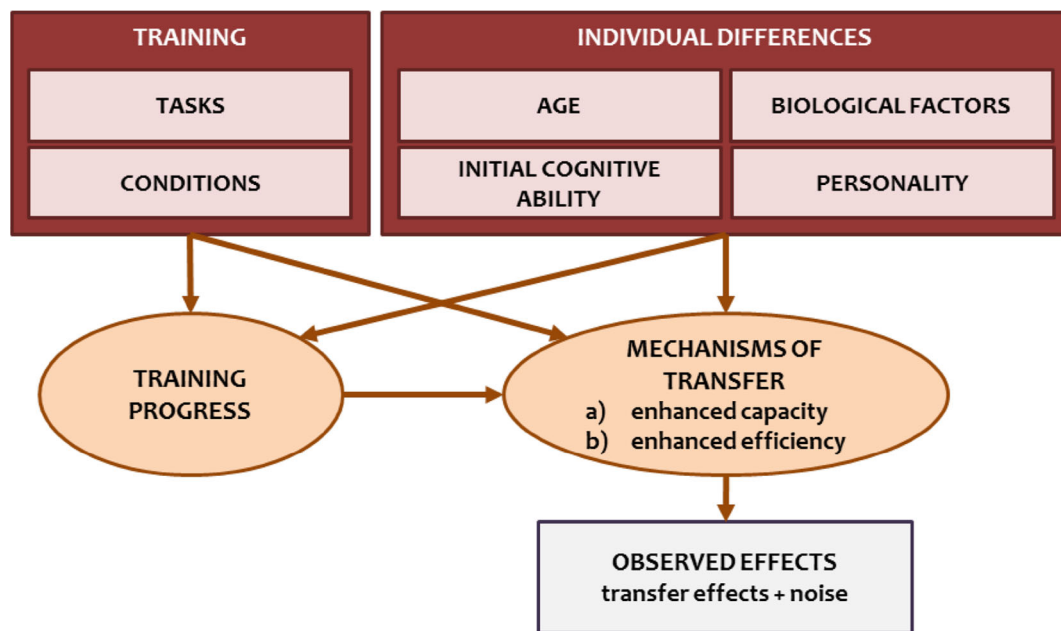 TRAINING
TASKS
CONDITIONS
INDIVIDUAL DIFFERENCES
AGE
BIOLOGICAL FACTORS
INITIAL COGNITIVE
ABILITY
PERSONALITY
TRAINING
PROGRESS
MECHANISMS OF
TRANSFER
a) enhanced capacity
b) enhanced efficiency
OBSERVED EFFECTS
transfer effects + noise